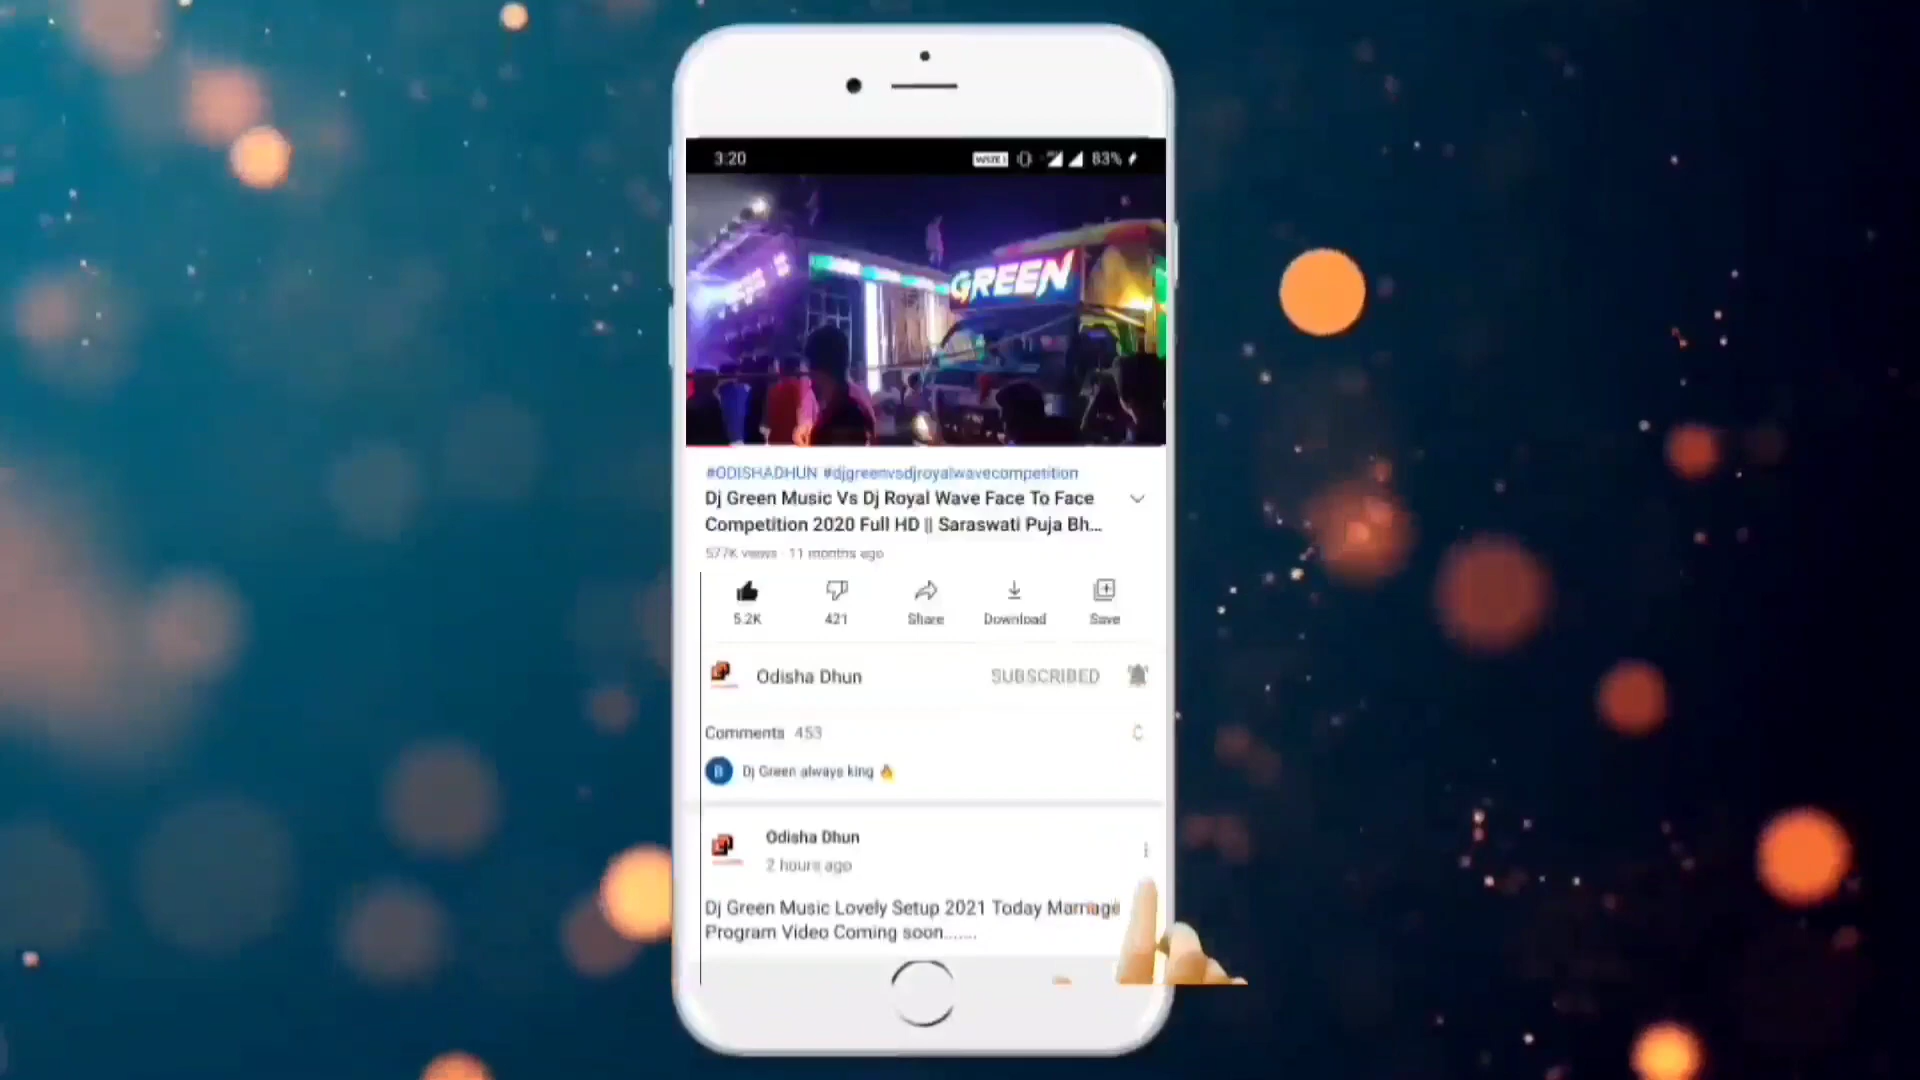 3:20
83%
GREEN
#ODISHADHUN #djgreenvsdjroyalwavecompetition
Dj Green Music Vs Dj Royal Wave Face To Face
Competition 2020 Full HD || Saraswati Puja Bh...
577K views · 11 months ago
5.2K 421 Share Download Save
Odisha Dhun SUBSCRIBED
Comments 453
B Dj Green always king 🔥
Odisha Dhun
2 hours ago
Dj Green Music Lovely Setup 2021 Today Marriage
Program Video Coming soon.......